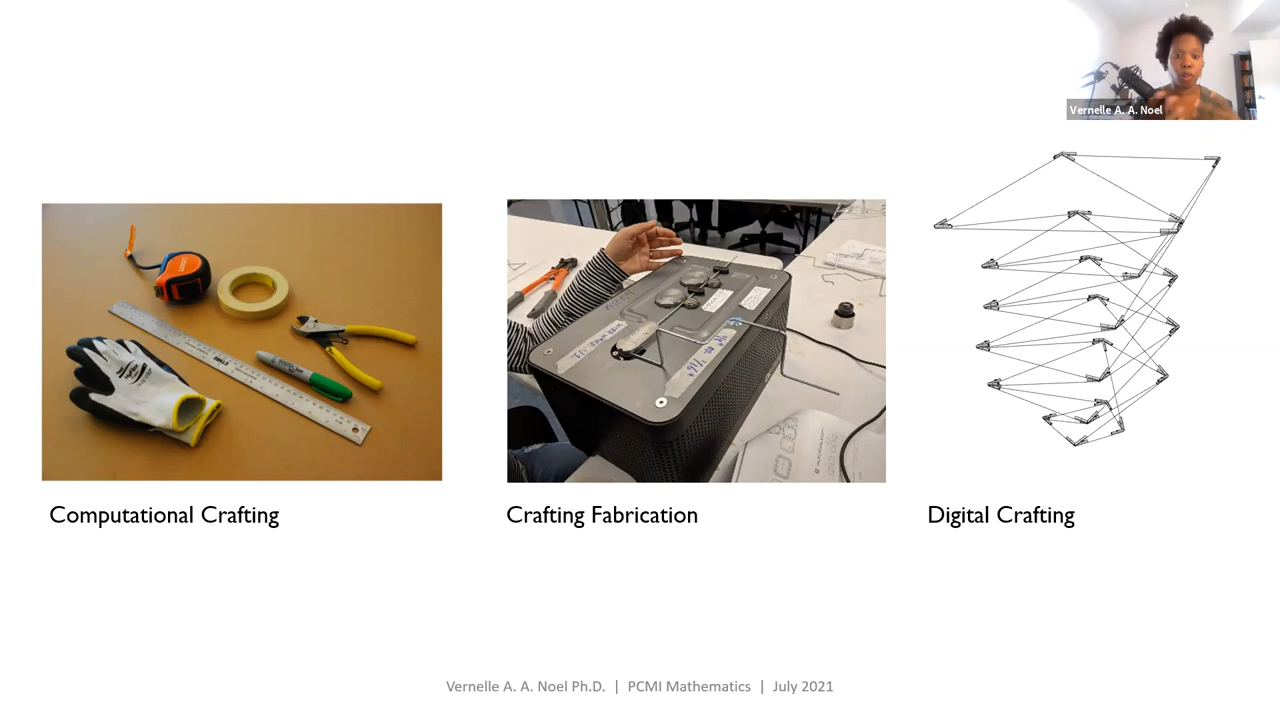 Vernelle A. A. Noel
Computational Crafting
Crafting Fabrication
Digital Crafting
Vernelle A. A. Noel Ph.D. | PCMI Mathematics | July 2021